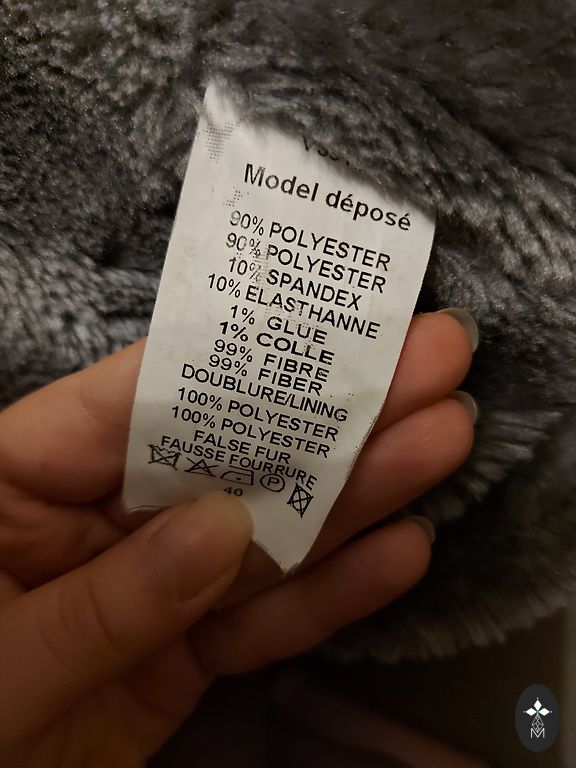 Model déposé
90% POLYESTER
90% POLYESTER
10% SPANDEX
10% ELASTHANNE
1% GLUE
1% COLLE
99% FIBRE
99% FIBER
DOUBLURE/LINING
100% POLYESTER
100% POLYESTER
FALSE FUR
FAUSSE FOURRURE
P
40
M